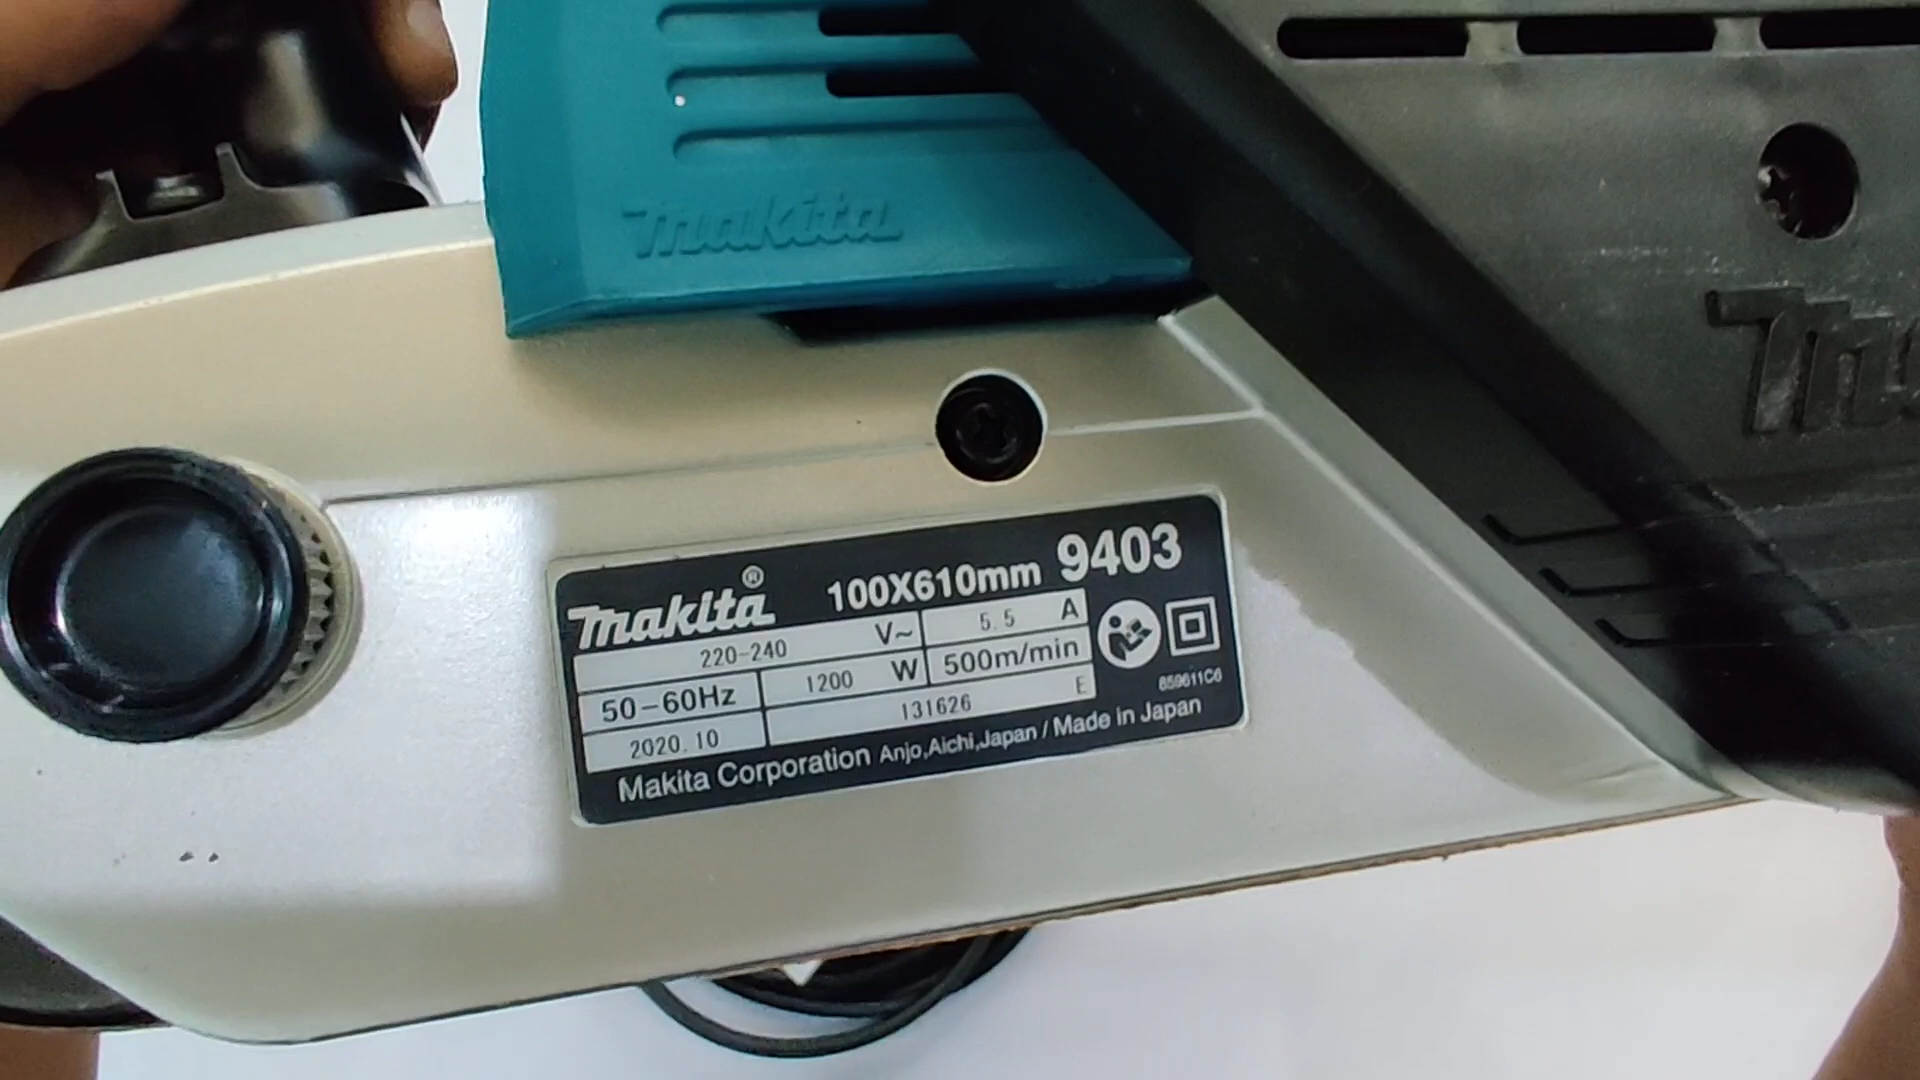 makita
makita® 100X610mm 9403
220-240 V~ 5.5 A
50-60Hz 1200 W 500m/min
2020.10 131626 E
859611C6
Makita Corporation Anjo,Aichi,Japan / Made in Japan